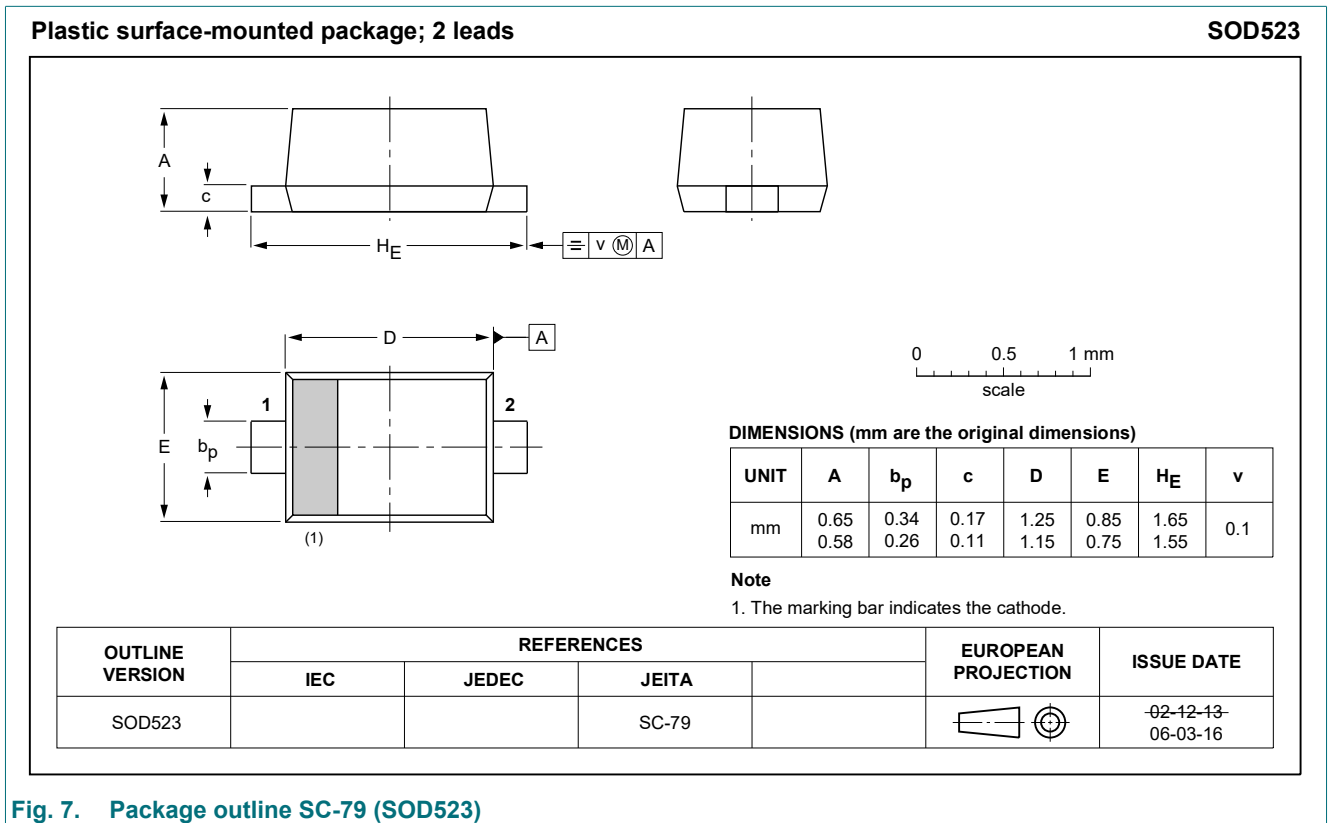 Plastic surface-mounted package; 2 leads SOD523
A
c
HE
v M A
D A
E
bp
1 2
(1)
0 0.5 1 mm
scale
DIMENSIONS (mm are the original dimensions)
UNIT A bp c D E HE v
mm 0.65 0.58 0.34 0.26 0.17 0.11 1.25 1.15 0.85 0.75 1.65 1.55 0.1
Note
1. The marking bar indicates the cathode.
OUTLINE VERSION REFERENCES EUROPEAN PROJECTION ISSUE DATE
IEC JEDEC JEITA
SOD523 SC-79 02-12-13
06-03-16
Fig. 7. Package outline SC-79 (SOD523)